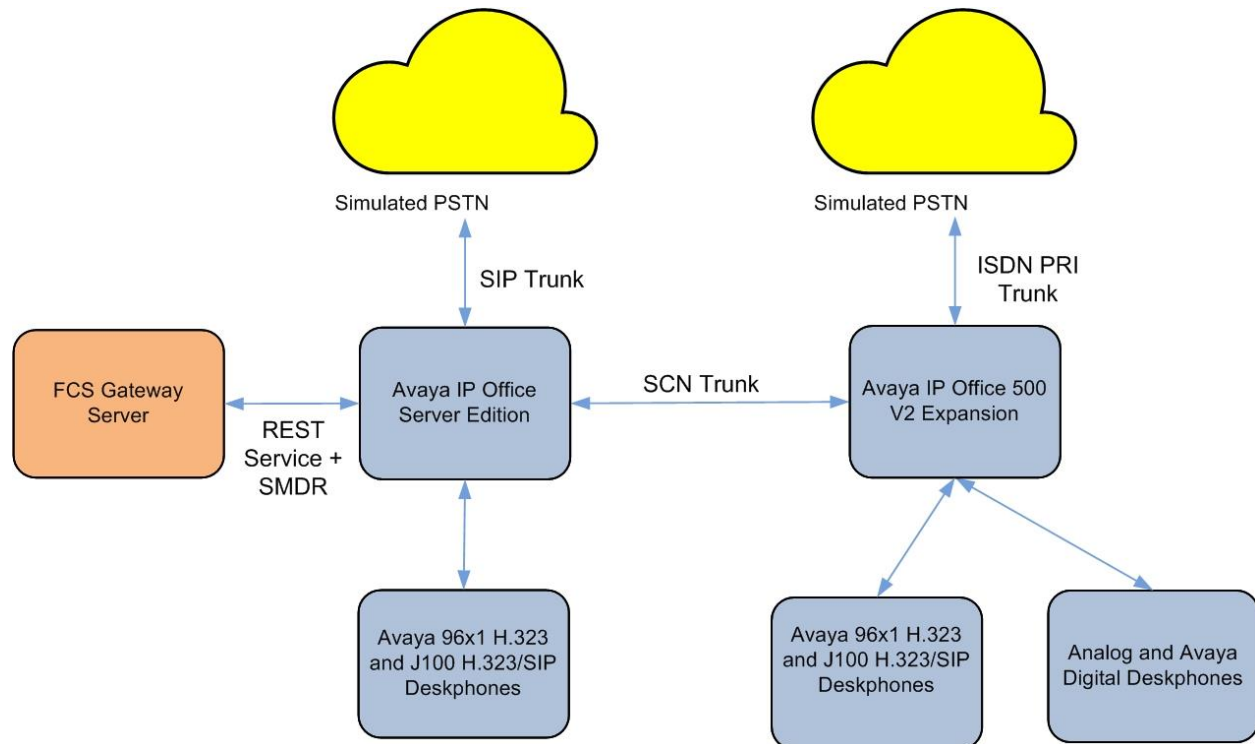 Simulated PSTN
Simulated PSTN
SIP Trunk
ISDN PRI
Trunk
FCS Gateway
Server
REST
Service +
SMDR
Avaya IP Office
Server Edition
SCN Trunk
Avaya IP Office 500
V2 Expansion
Avaya 96x1 H.323
and J100 H.323/SIP
Deskphones
Avaya 96x1 H.323
and J100 H.323/SIP
Deskphones
Analog and Avaya
Digital Deskphones